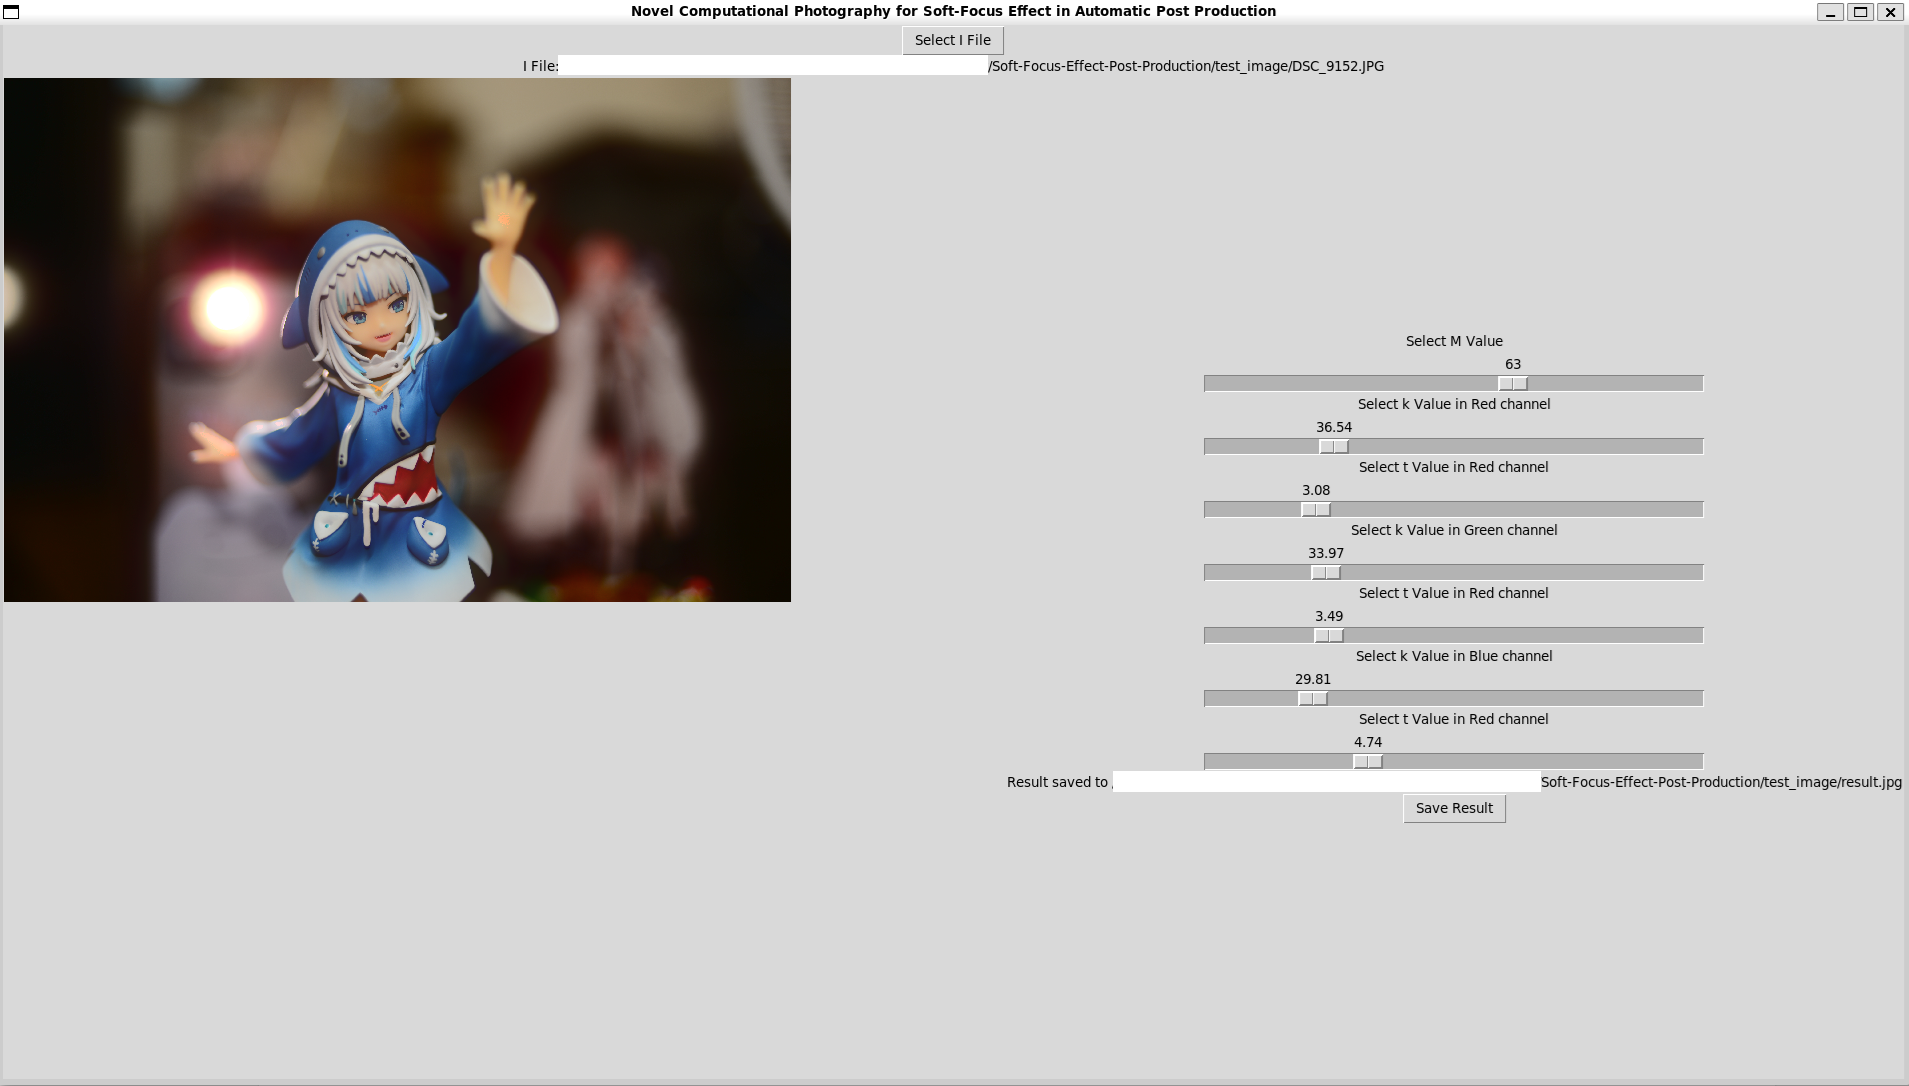 Novel Computational Photography for Soft-Focus Effect in Automatic Post Production
Select I File
I File: /Soft-Focus-Effect-Post-Production/test_image/DSC_9152.JPG
Select M Value
63
Select k Value in Red channel
36.54
Select t Value in Red channel
3.08
Select k Value in Green channel
33.97
Select t Value in Red channel
3.49
Select k Value in Blue channel
29.81
Select t Value in Red channel
4.74
Result saved to Soft-Focus-Effect-Post-Production/test_image/result.jpg
Save Result